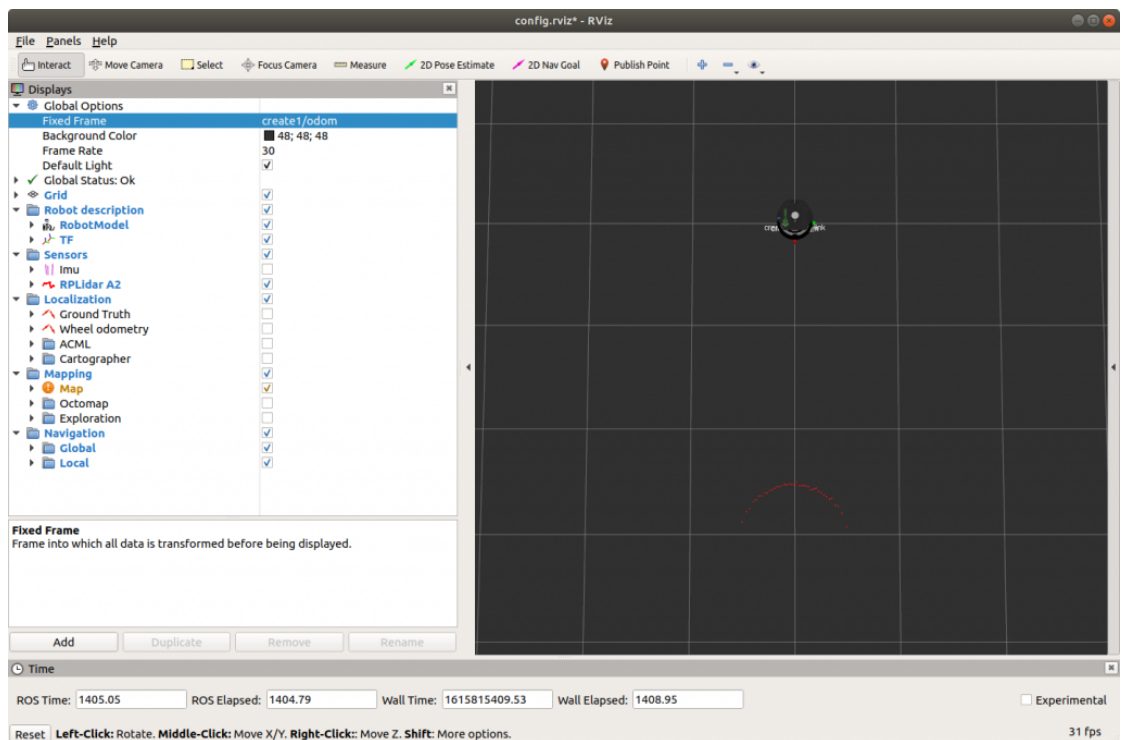 config.rviz* - RViz
File Panels Help
Interact Move Camera Select Focus Camera Measure 2D Pose Estimate 2D Nav Goal Publish Point
Displays
Global Options
Fixed Frame create1/odom
Background Color 48; 48; 48
Frame Rate 30
Default Light
Global Status: Ok
Grid
Robot description
RobotModel
TF
Sensors
Imu
RPLidar A2
Localization
Ground Truth
Wheel odometry
ACML
Cartographer
Mapping
Map
Octomap
Exploration
Navigation
Global
Local
Fixed Frame
Frame into which all data is transformed before being displayed.
Add Duplicate Remove Rename
Time
ROS Time: 1405.05 ROS Elapsed: 1404.79 Wall Time: 1615815409.53 Wall Elapsed: 1408.95 Experimental
Reset Left-Click: Rotate. Middle-Click: Move X/Y. Right-Click:: Move Z. Shift: More options. 31 fps